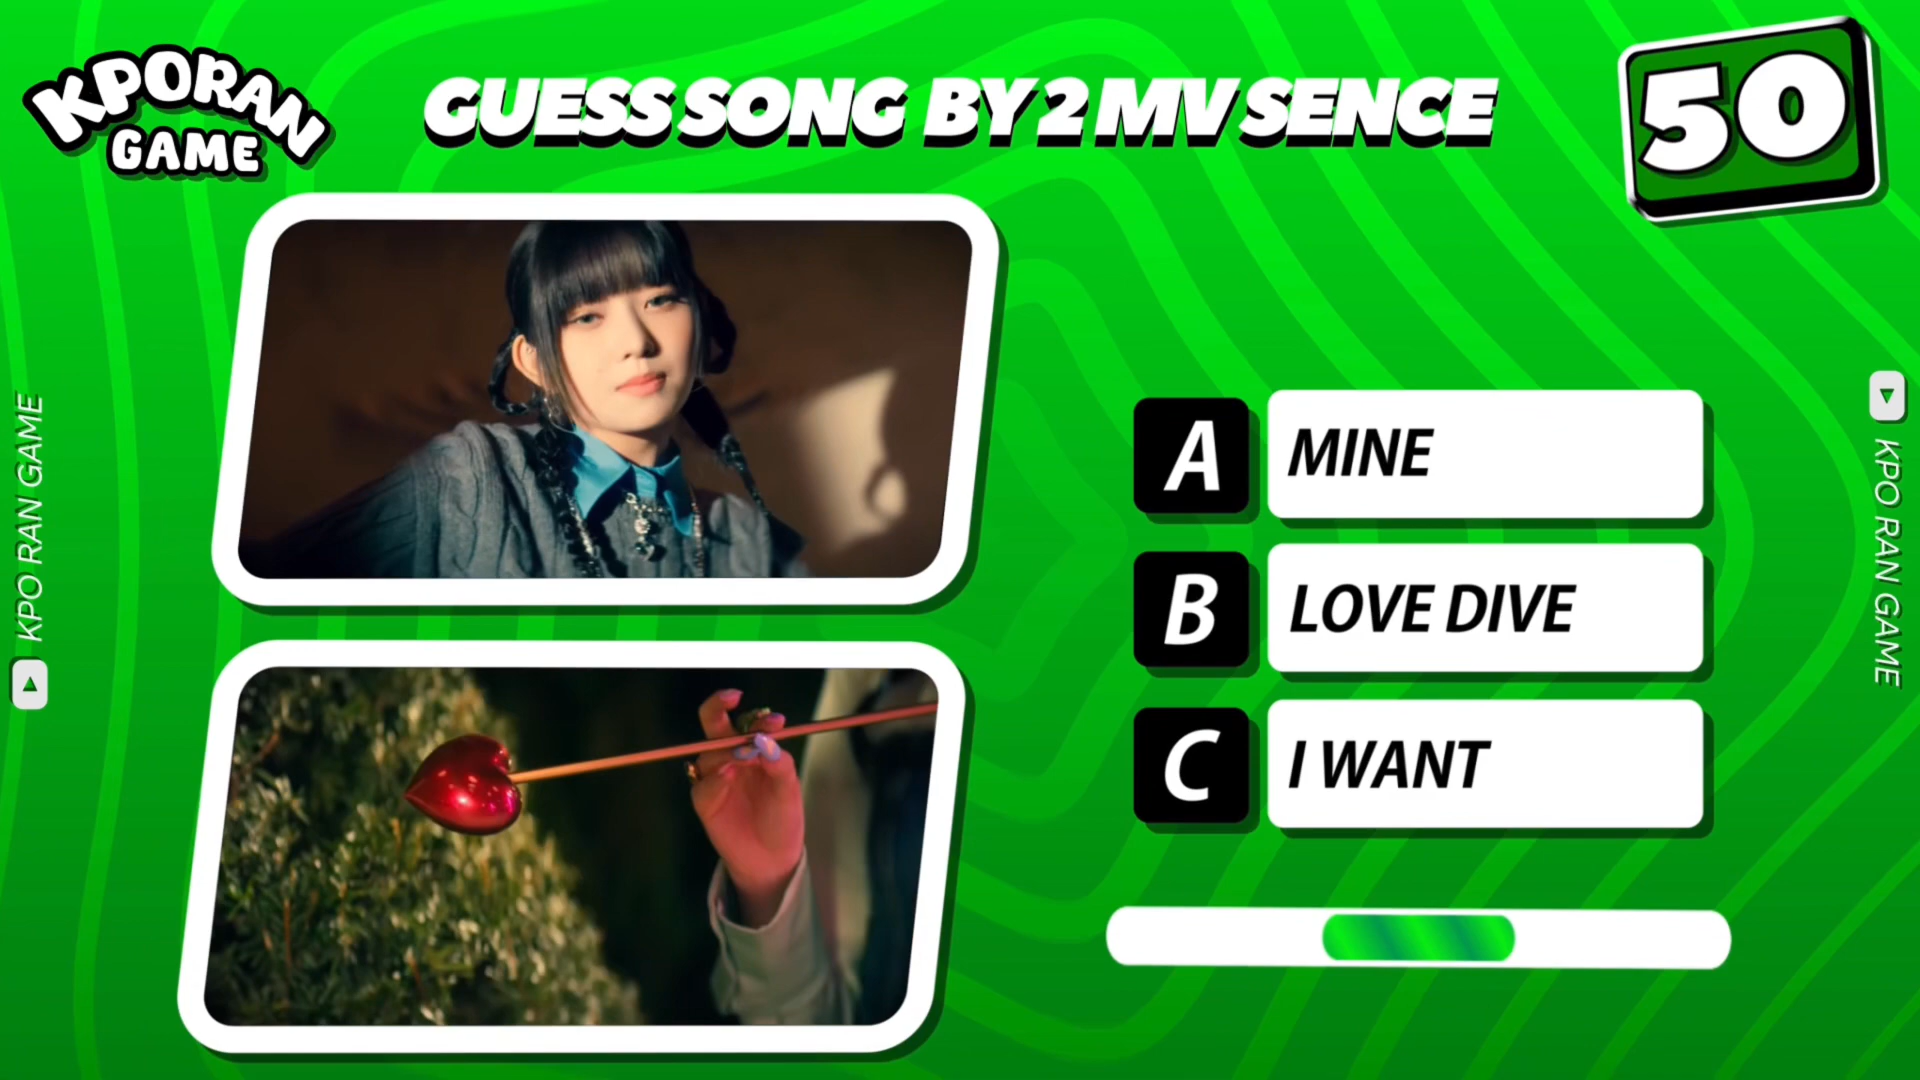 KPORAN
GAME
GUESS SONG BY 2 MV SENCE
50
A
MINE
B
LOVE DIVE
C
I WANT
KPO RAN GAME
KPO RAN GAME